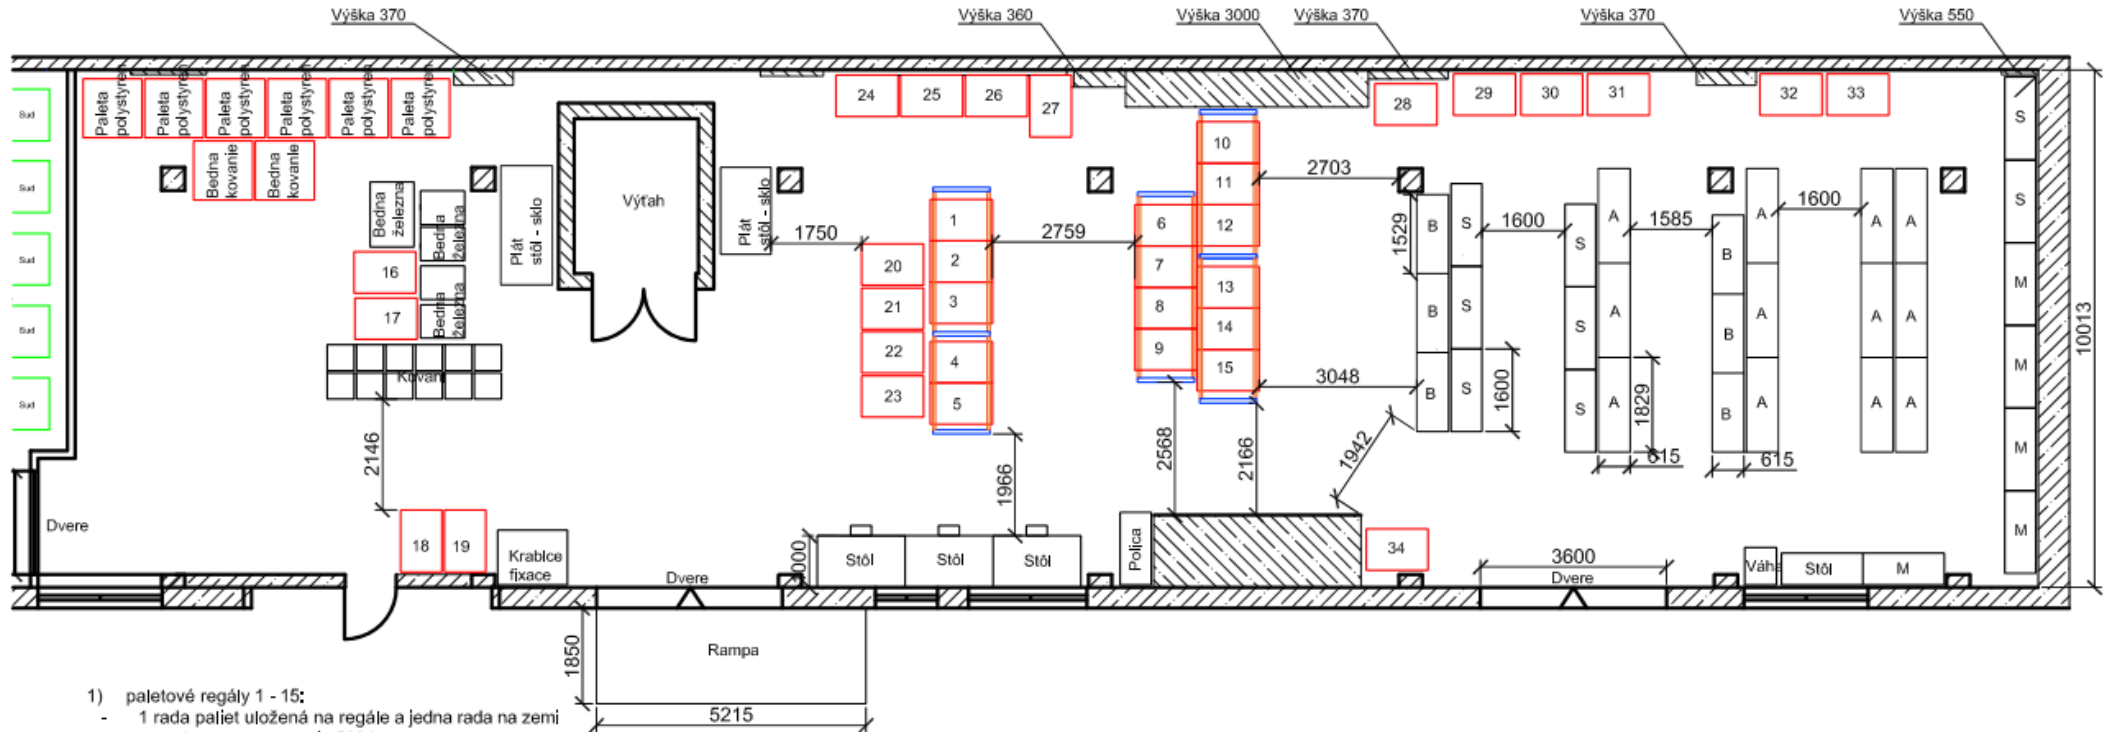 Výška 370
Výška 360
Výška 3000
Výška 370
Výška 370
Výška 550
Sud
Sud
Sud
Sud
Sud
Paleta
polystyren
Paleta
polystyren
Paleta
polystyren
Paleta
polystyren
Paleta
polystyren
Paleta
polystyren
Bedna
kovanie
Bedna
kovanie
Bedna
železna
Bedna
železna
Bedna
železna
16
17
Kovani
2146
18
19
Dvere
Krabice
fixace
Plát
stôl - sklo
Výťah
Plát
stôl - sklo
1750
24
25
26
27
20
21
22
23
1
2
3
4
5
2759
6
7
8
9
10
11
12
13
14
15
2703
3048
1966
2568
2166
1942
28
29
30
31
32
33
1529
B
B
B
S
S
S
1600
1600
S
S
S
A
A
A
1829
615
1585
B
B
B
615
A
A
A
1600
A
A
A
A
A
A
S
S
M
M
M
M
10013
Dvere
1000
Stôl
Stôl
Stôl
Polica
34
3600
Dvere
Váha
Stôl
M
1850
Rampa
5215
1) paletové regály 1 - 15:
- 1 rada paliet uložená na regále a jedna rada na zemi